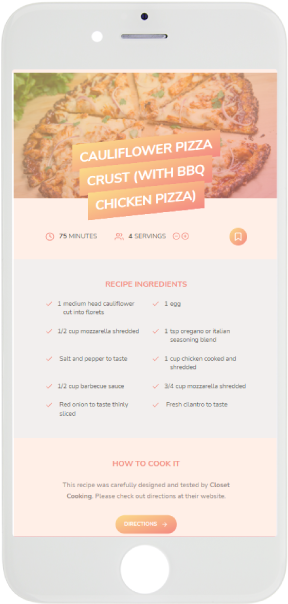 CAULIFLOWER PIZZA
CRUST (WITH BBQ
CHICKEN PIZZA)
75 MINUTES
4 SERVINGS
RECIPE INGREDIENTS
1 medium head cauliflower
cut into florets
1 egg
1/2 cup mozzarella shredded
1 tsp oregano or italian
seasoning blend
Salt and pepper to taste
1 cup chicken cooked and
shredded
1/2 cup barbecue sauce
3/4 cup mozzarella shredded
Red onion to taste thinly
sliced
Fresh cilantro to taste
HOW TO COOK IT
This recipe was carefully designed and tested by Closet
Cooking. Please check out directions at their website.
DIRECTIONS →